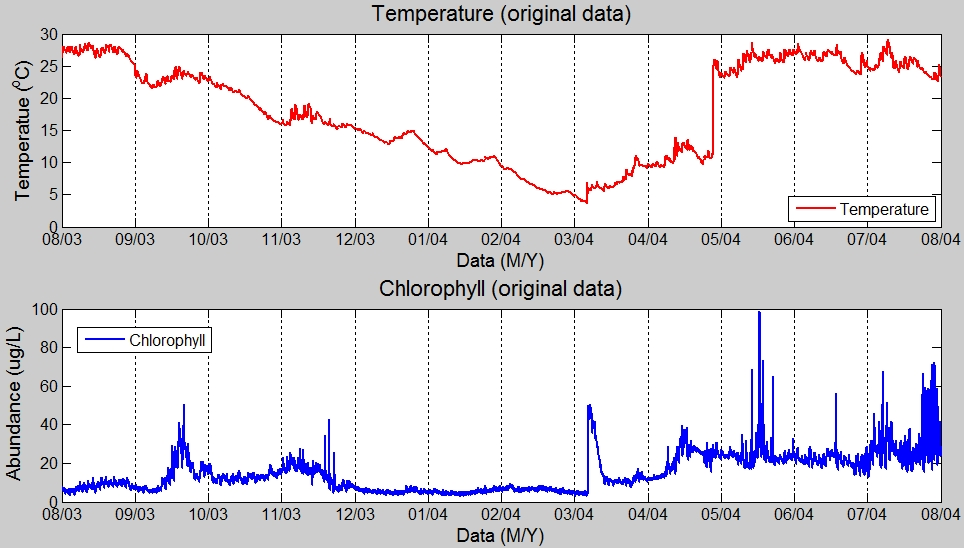 Temperature (original data)
30
25
20
15
10
5
0
Temperatue (⁰C)
Temperature
08/03 09/03 10/03 11/03 12/03 01/04 02/04 03/04 04/04 05/04 06/04 07/04 08/04
Data (M/Y)
Chlorophyll (original data)
100
80
60
40
20
0
Abundance (ug/L)
Chlorophyll
08/03 09/03 10/03 11/03 12/03 01/04 02/04 03/04 04/04 05/04 06/04 07/04 08/04
Data (M/Y)